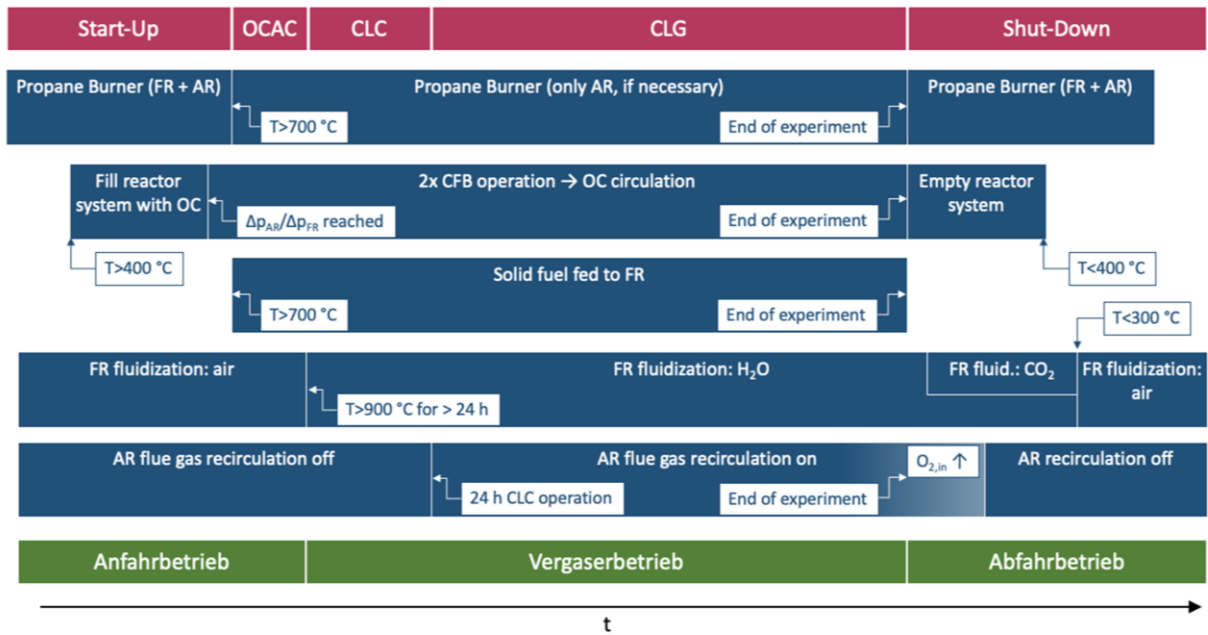 Start-Up
OCAC
CLC
CLG
Shut-Down
Propane Burner (FR + AR)
Propane Burner (only AR, if necessary)
Propane Burner (FR + AR)
T>700 °C
End of experiment
Fill reactor
system with OC
2x CFB operation → OC circulation
Empty reactor
system
Δp_AR/Δp_FR reached
End of experiment
T>400 °C
T<400 °C
Solid fuel fed to FR
T>700 °C
End of experiment
T<300 °C
FR fluidization: air
FR fluidization: H₂O
FR fluid.: CO₂
FR fluidization:
air
T>900 °C for > 24 h
AR flue gas recirculation off
AR flue gas recirculation on
O₂,in ↑
AR recirculation off
24 h CLC operation
End of experiment
Anfahrbetrieb
Vergaserbetrieb
Abfahrbetrieb
t